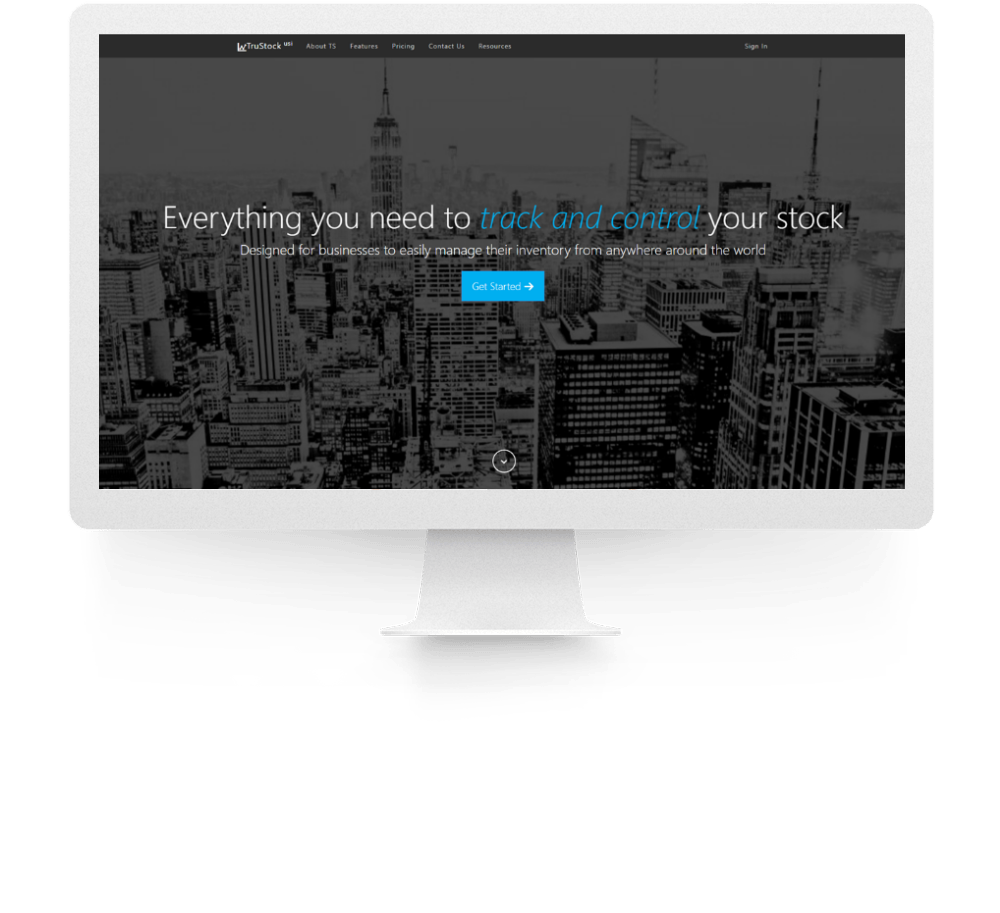 TruStock usi About TS Features Pricing Contact Us Resources Sign In
Everything you need to track and control your stock
Designed for businesses to easily manage their inventory from anywhere around the world
Get Started →